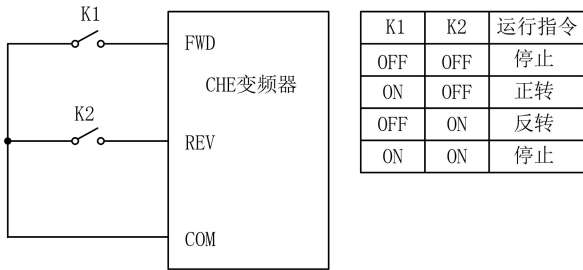 K1
FWD
CHE变频器
K2
REV
COM
K1 K2 运行指令
OFF OFF 停止
ON OFF 正转
OFF ON 反转
ON ON 停止